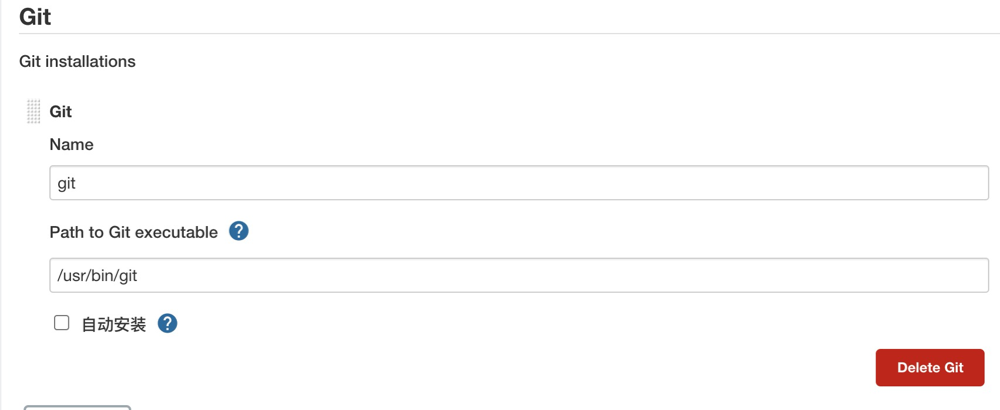 Git
Git installations
Git
Name
git
Path to Git executable ?
/usr/bin/git
自动安装 ?
Delete Git